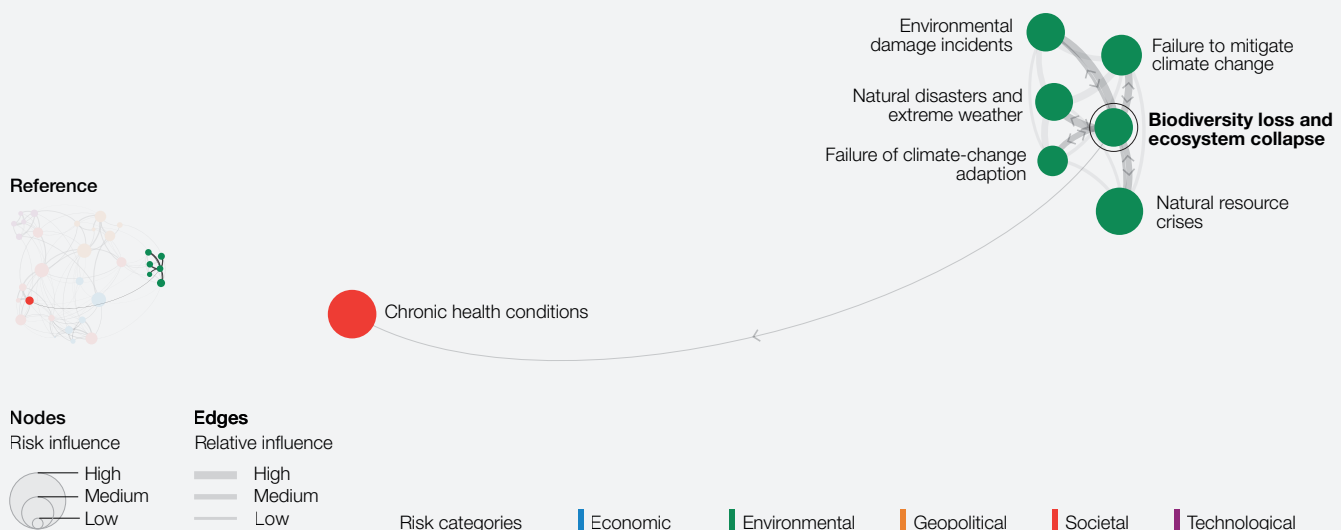 Environmental
damage incidents
Failure to mitigate
climate change
Natural disasters and
extreme weather
Biodiversity loss and
ecosystem collapse
Failure of climate-change
adaption
Natural resource
crises
Reference
Chronic health conditions
Nodes
Risk influence
High
Medium
Low
Edges
Relative influence
High
Medium
Low
Risk categories
Economic
Environmental
Geopolitical
Societal
Technological